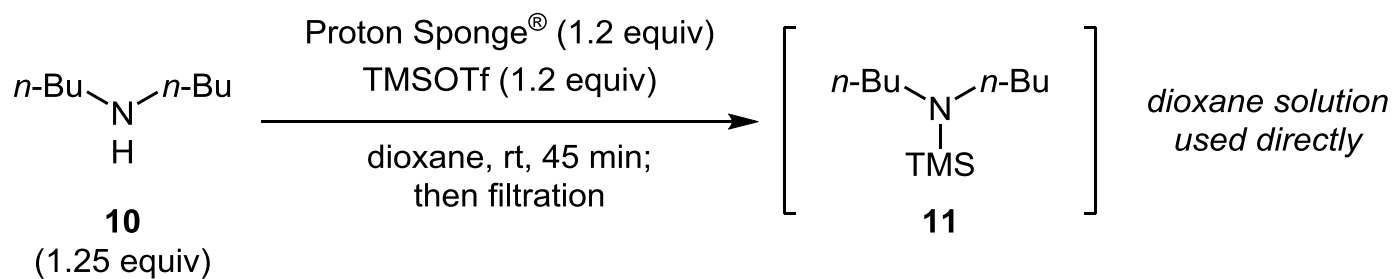 Proton Sponge® (1.2 equiv)
TMSOTf (1.2 equiv)
n-Bu
n-Bu
N
H
dioxane, rt, 45 min;
then filtration
10
(1.25 equiv)
n-Bu
n-Bu
N
TMS
11
dioxane solution
used directly